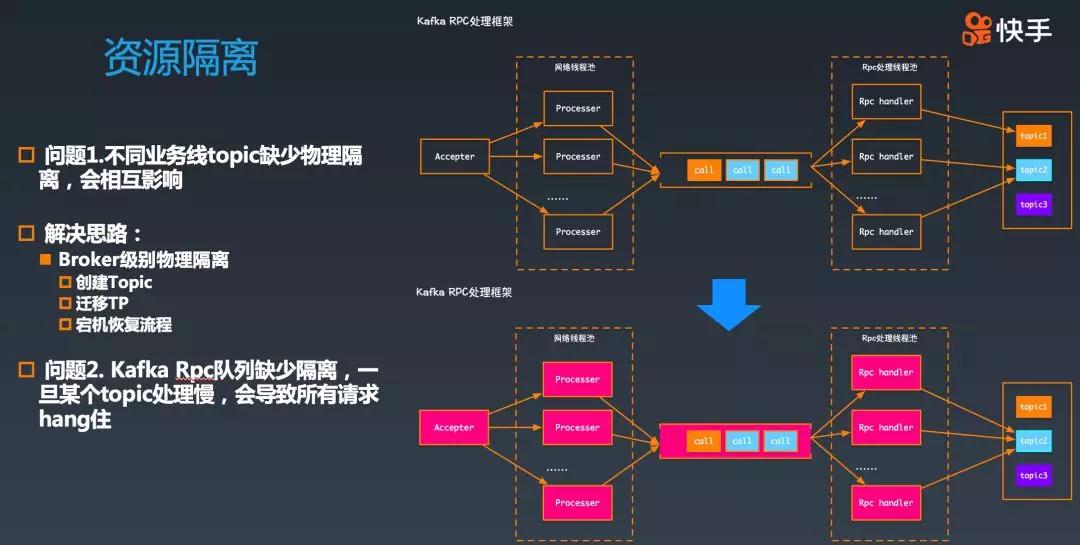 资源隔离
问题1.不同业务线topic缺少物理隔
离，会相互影响
解决思路：
Broker级别物理隔离
创建Topic
迁移TP
宕机恢复流程
问题2. Kafka Rpc队列缺少隔离，一
旦某个topic处理慢，会导致所有请求
hang住
快手
Kafka RPC处理框架
网络线程池
Rpc处理线程池
Accepter
Processer
Processer
......
Processer
call call call
Rpc handler
Rpc handler
......
Rpc handler
topic1
topic2
topic3
Kafka RPC处理框架
网络线程池
Rpc处理线程池
Accepter
Processer
Processer
......
Processer
call call call
Rpc handler
Rpc handler
......
Rpc handler
topic1
topic2
topic3